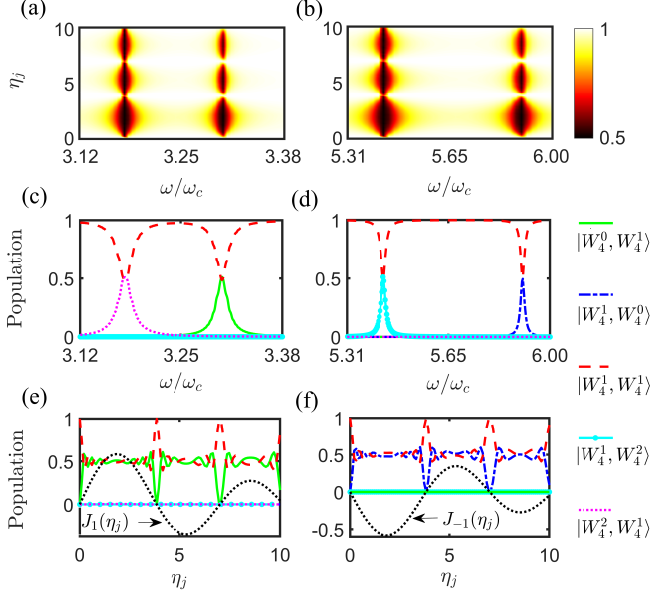 (a)
(b)
10
5
0
η_j
3.12 3.25 3.38
ω/ω_c
5.31 5.65 6.00
ω/ω_c
1
0.5
(c)
(d)
1
0.5
0
Population
3.12 3.25 3.38
ω/ω_c
1
0.5
0
5.31 5.65 6.00
ω/ω_c
|W_4^0, W_4^1⟩
|W_4^1, W_4^0⟩
|W_4^1, W_4^1⟩
|W_4^1, W_4^2⟩
|W_4^2, W_4^1⟩
(e)
(f)
1
0.5
0
Population
J_1(η_j)
0 5 10
η_j
1
0.5
0
-0.5
J_{-1}(η_j)
0 5 10
η_j